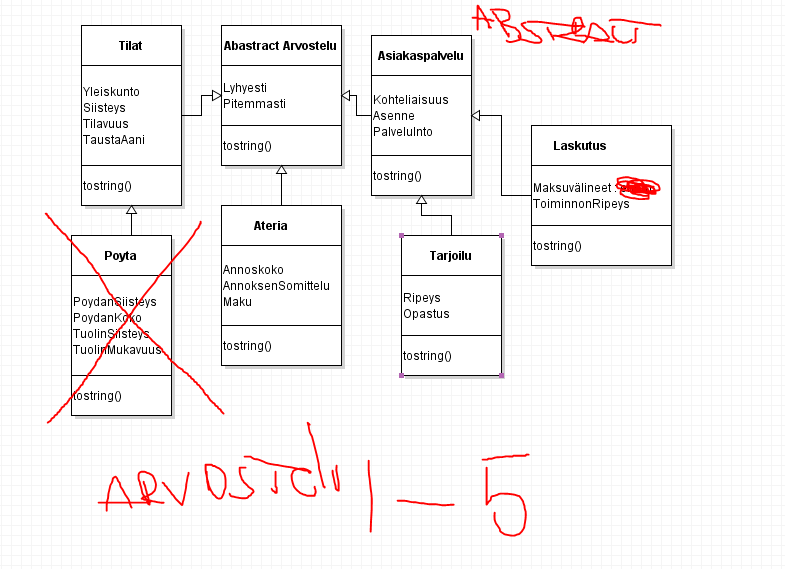 Tilat
Yleiskunto
Siisteys
Tilavuus
TaustaAani
tostring()
Abastract Arvostelu
Lyhyesti
Pitemmasti
tostring()
Asiakaspalvelu
Kohteliaisuus
Asenne
PalveluInto
tostring()
Laskutus
Maksuvälineet :
ToiminnonRipeys
tostring()
Poyta
PoydanSiisteys
PoydanKoko
TuolinSiisteys
TuolinMukavuus
tostring()
Ateria
Annoskoko
AnnoksenSomittelu
Maku
tostring()
Tarjoilu
Ripeys
Opastus
tostring()
ARVOSTELU 1 — 5